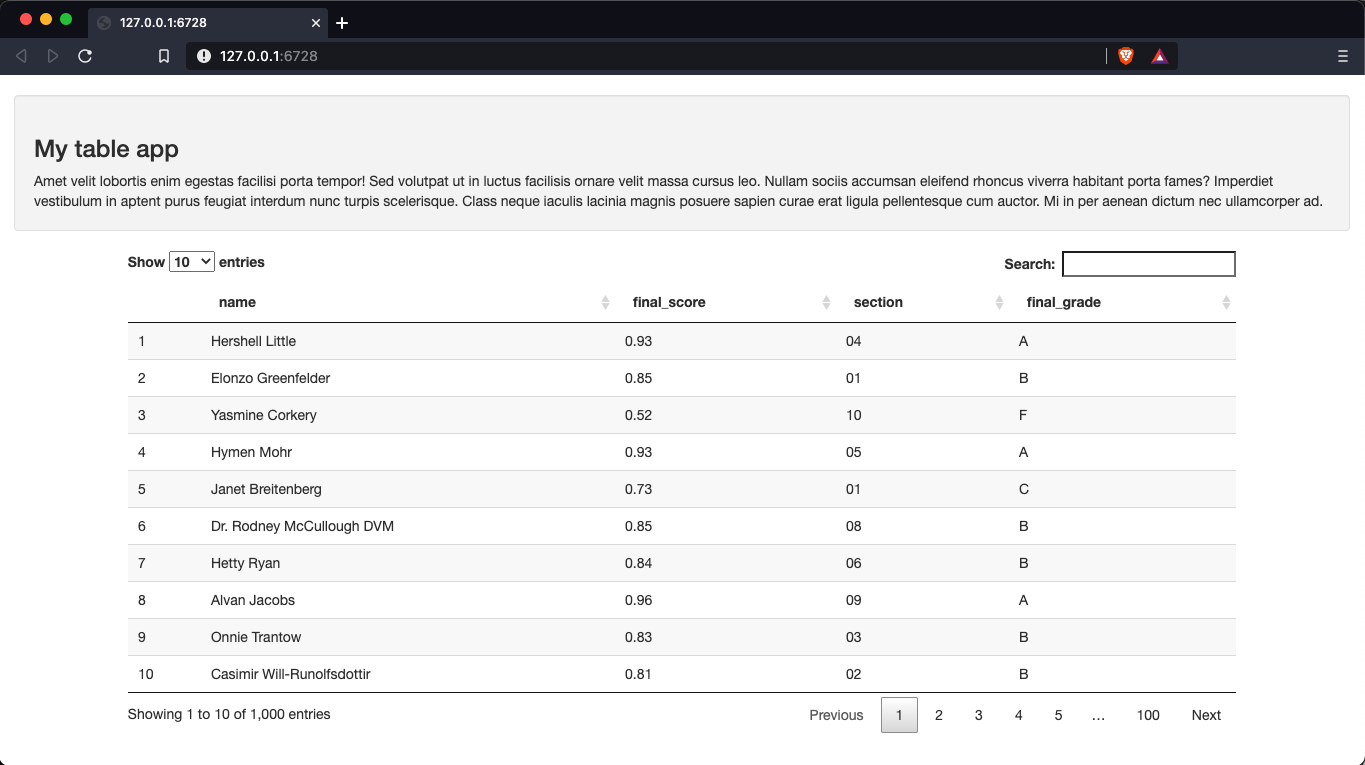 127.0.0.1:6728
127.0.0.1:6728
My table app
Amet velit lobortis enim egestas facilisi porta tempor! Sed volutpat ut in luctus facilisis ornare velit massa cursus leo. Nullam sociis accumsan eleifend rhoncus viverra habitant porta fames? Imperdiet
vestibulum in aptent purus feugiat interdum nunc turpis scelerisque. Class neque iaculis lacinia magnis posuere sapien curae erat ligula pellentesque cum auctor. Mi in per aenean dictum nec ullamcorper ad.
Show 10 entries Search:
name final_score section final_grade
1 Hershell Little 0.93 04 A
2 Elonzo Greenfelder 0.85 01 B
3 Yasmine Corkery 0.52 10 F
4 Hymen Mohr 0.93 05 A
5 Janet Breitenberg 0.73 01 C
6 Dr. Rodney McCullough DVM 0.85 08 B
7 Hetty Ryan 0.84 06 B
8 Alvan Jacobs 0.96 09 A
9 Onnie Trantow 0.83 03 B
10 Casimir Will-Runolfsdottir 0.81 02 B
Showing 1 to 10 of 1,000 entries Previous 1 2 3 4 5 … 100 Next